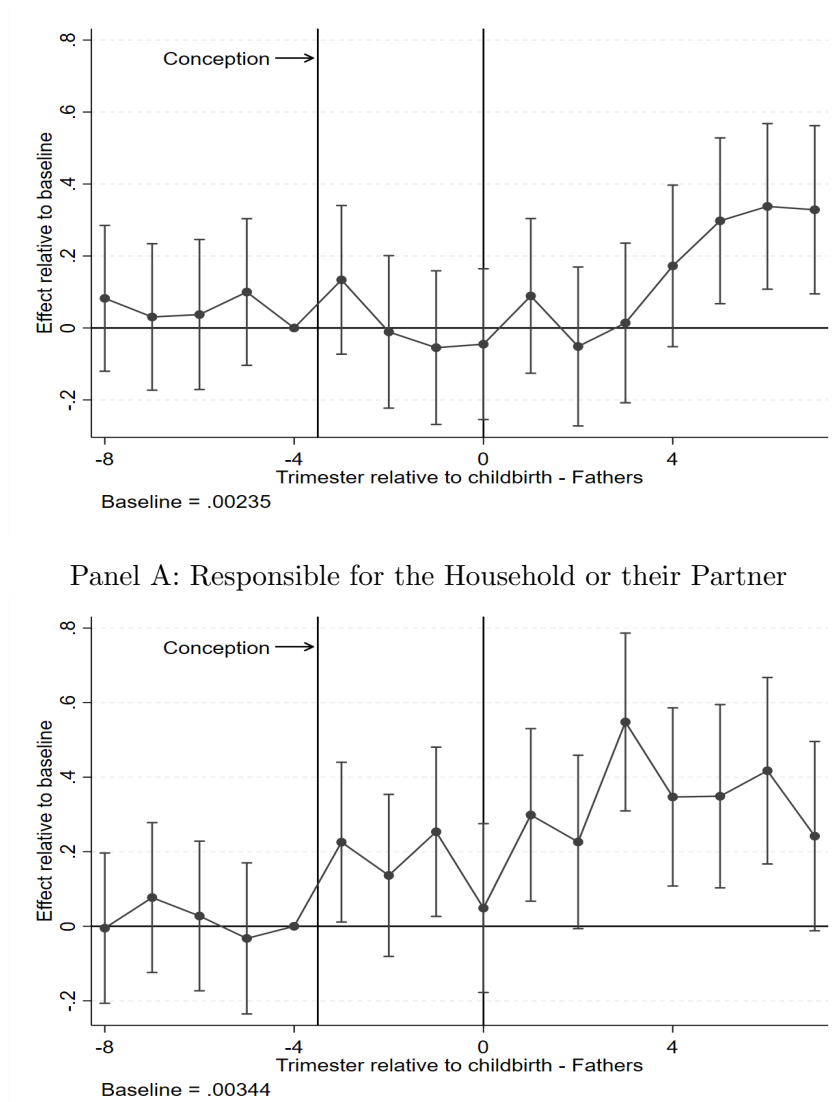 .8
Conception
.6
.4
.2
0
-.2
Effect relative to baseline
-8 -4 0 4
Trimester relative to childbirth - Fathers
Baseline = .00235
Panel A: Responsible for the Household or their Partner
.8
Conception
.6
.4
.2
0
-.2
Effect relative to baseline
-8 -4 0 4
Trimester relative to childbirth - Fathers
Baseline = .00344